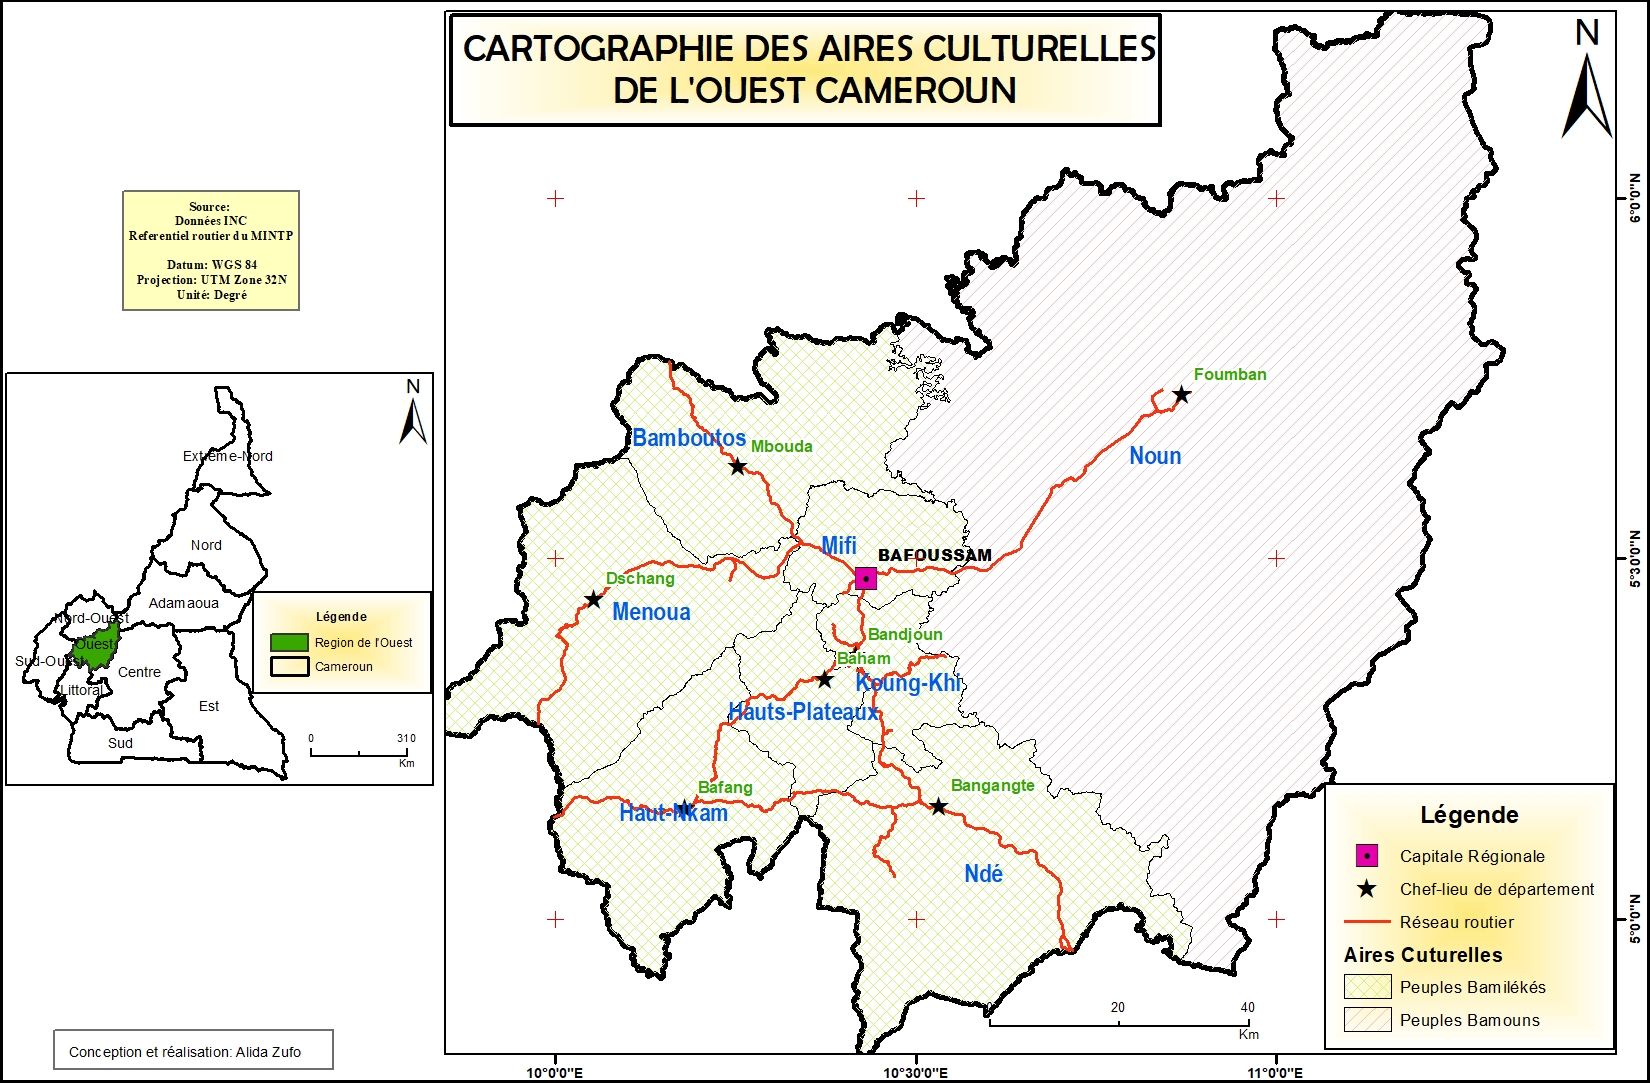 CARTOGRAPHIE DES AIRES CULTURELLES
DE L'OUEST CAMEROUN
N
Source:
Données INC
Referentiel routier du MINTP
Datum: WGS 84
Projection: UTM Zone 32N
Unité: Degré
N
Extrême-Nord
Nord
Adamaoua
Nord-Ouest
Ouest
Sud-Ouest
Centre
Littoral
Est
Sud
Légende
Region de l'Ouest
Cameroun
0 310
Km
Foumban
Noun
Bamboutos
Mbouda
Mifi
BAFOUSSAM
Dschang
Menoua
Bandjoun
Baham
Koung-Khi
Hauts-Plateaux
Bafang
Haut-Nkam
Bangangte
Ndé
0 20 40
Km
Légende
Capitale Régionale
Chef-lieu de département
Réseau routier
Aires Cuturelles
Peuples Bamilékés
Peuples Bamouns
6°0'0"N
5°30'0"N
5°0'0"N
10°0'0"E
10°30'0"E
11°0'0"E
Conception et réalisation: Alida Zufo